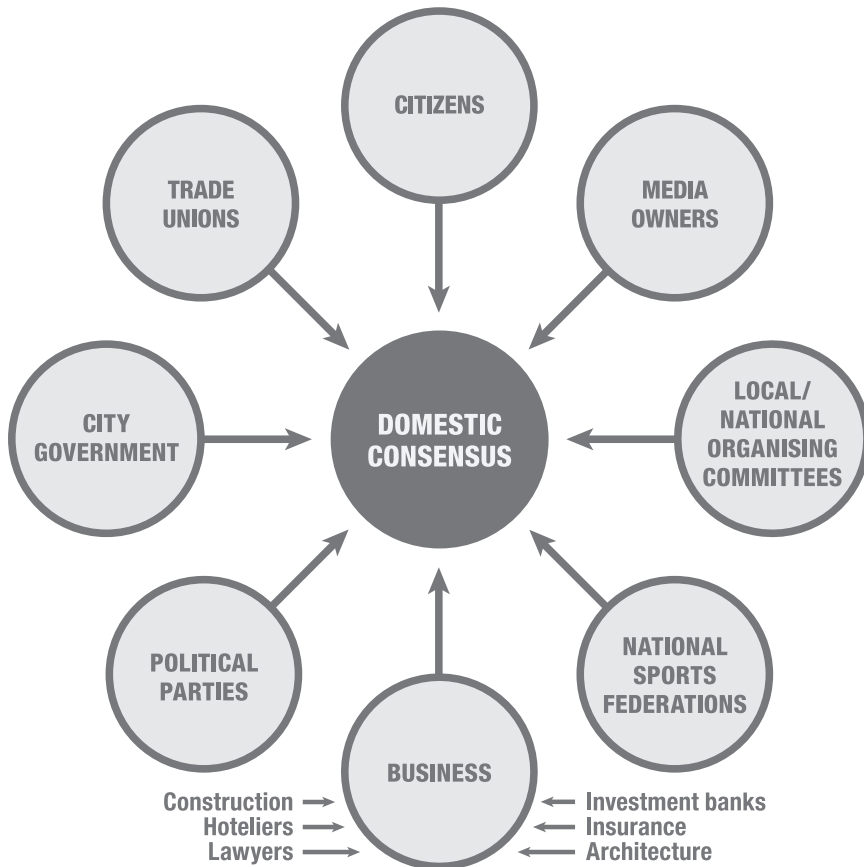 CITIZENS
TRADE
UNIONS
MEDIA
OWNERS
CITY
GOVERNMENT
DOMESTIC
CONSENSUS
LOCAL/
NATIONAL
ORGANISING
COMMITTEES
POLITICAL
PARTIES
NATIONAL
SPORTS
FEDERATIONS
BUSINESS
Construction
Hoteliers
Lawyers
Investment banks
Insurance
Architecture